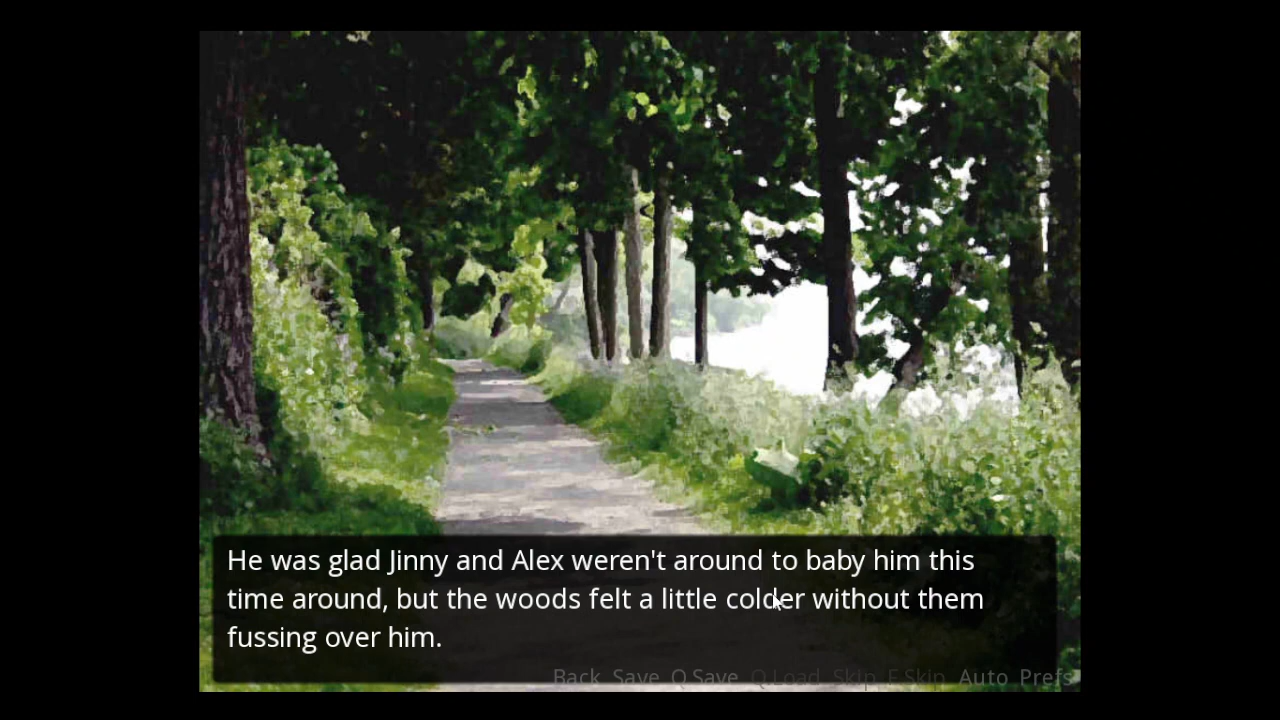 He was glad Jinny and Alex weren't around to baby him this
time around, but the woods felt a little colder without them
fussing over him.
Back Save Q.Save Q.Load Skip F.Skip Auto Prefs